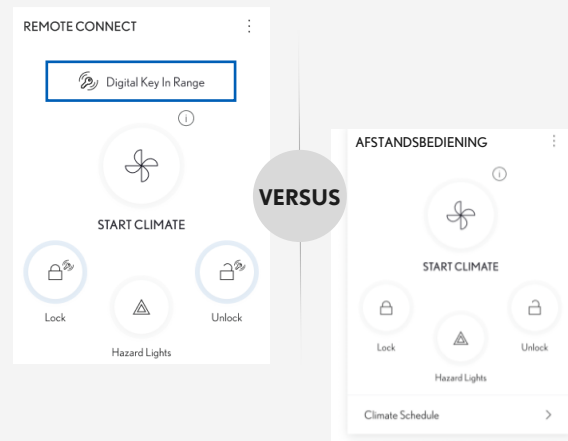 REMOTE CONNECT
Digital Key In Range
START CLIMATE
Lock
Unlock
Hazard Lights
VERSUS
AFSTANDSBEDIENING
START CLIMATE
Lock
Unlock
Hazard Lights
Climate Schedule